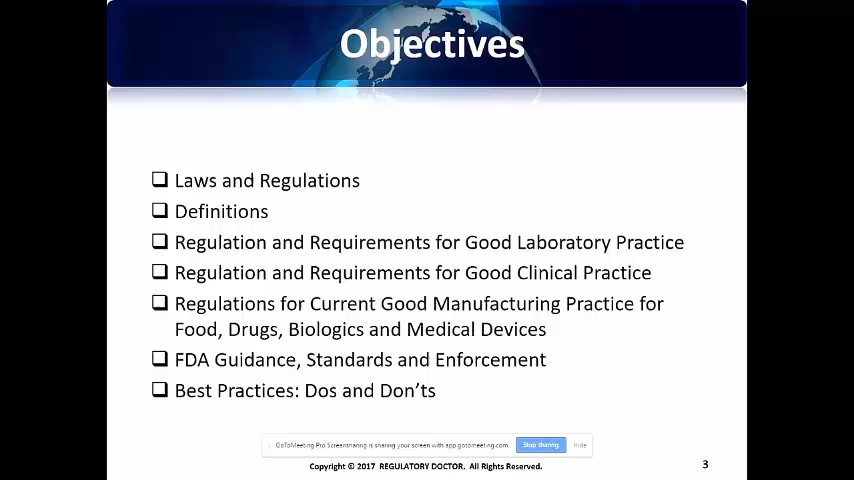 Objectives
Laws and Regulations
Definitions
Regulation and Requirements for Good Laboratory Practice
Regulation and Requirements for Good Clinical Practice
Regulations for Current Good Manufacturing Practice for
Food, Drugs, Biologics and Medical Devices
FDA Guidance, Standards and Enforcement
Best Practices: Dos and Don'ts
GoToMeeting Pro Screensharing is sharing your screen with app.gotomeeting.com. Stop sharing Hide
Copyright © 2017 REGULATORY DOCTOR. All Rights Reserved. 3